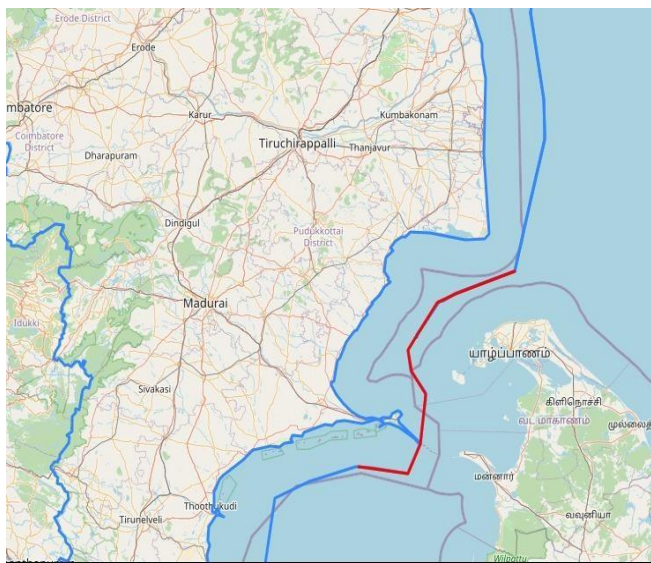 Erode District
Erode
mbatore
Karur
Kumbakonam
Coimbatore
District
Tiruchirappalli
Thanjavur
Dharapuram
Dindigul
Pudukkottai
District
Idukki
Madurai
யாழ்ப்பாணம்
Sivakasi
கிளிநொச்சி
வட மாகாணம்
முல்லைத்
மன்னார்
Thoothukudi
Tirunelveli
வவுனியா
Wilpattu